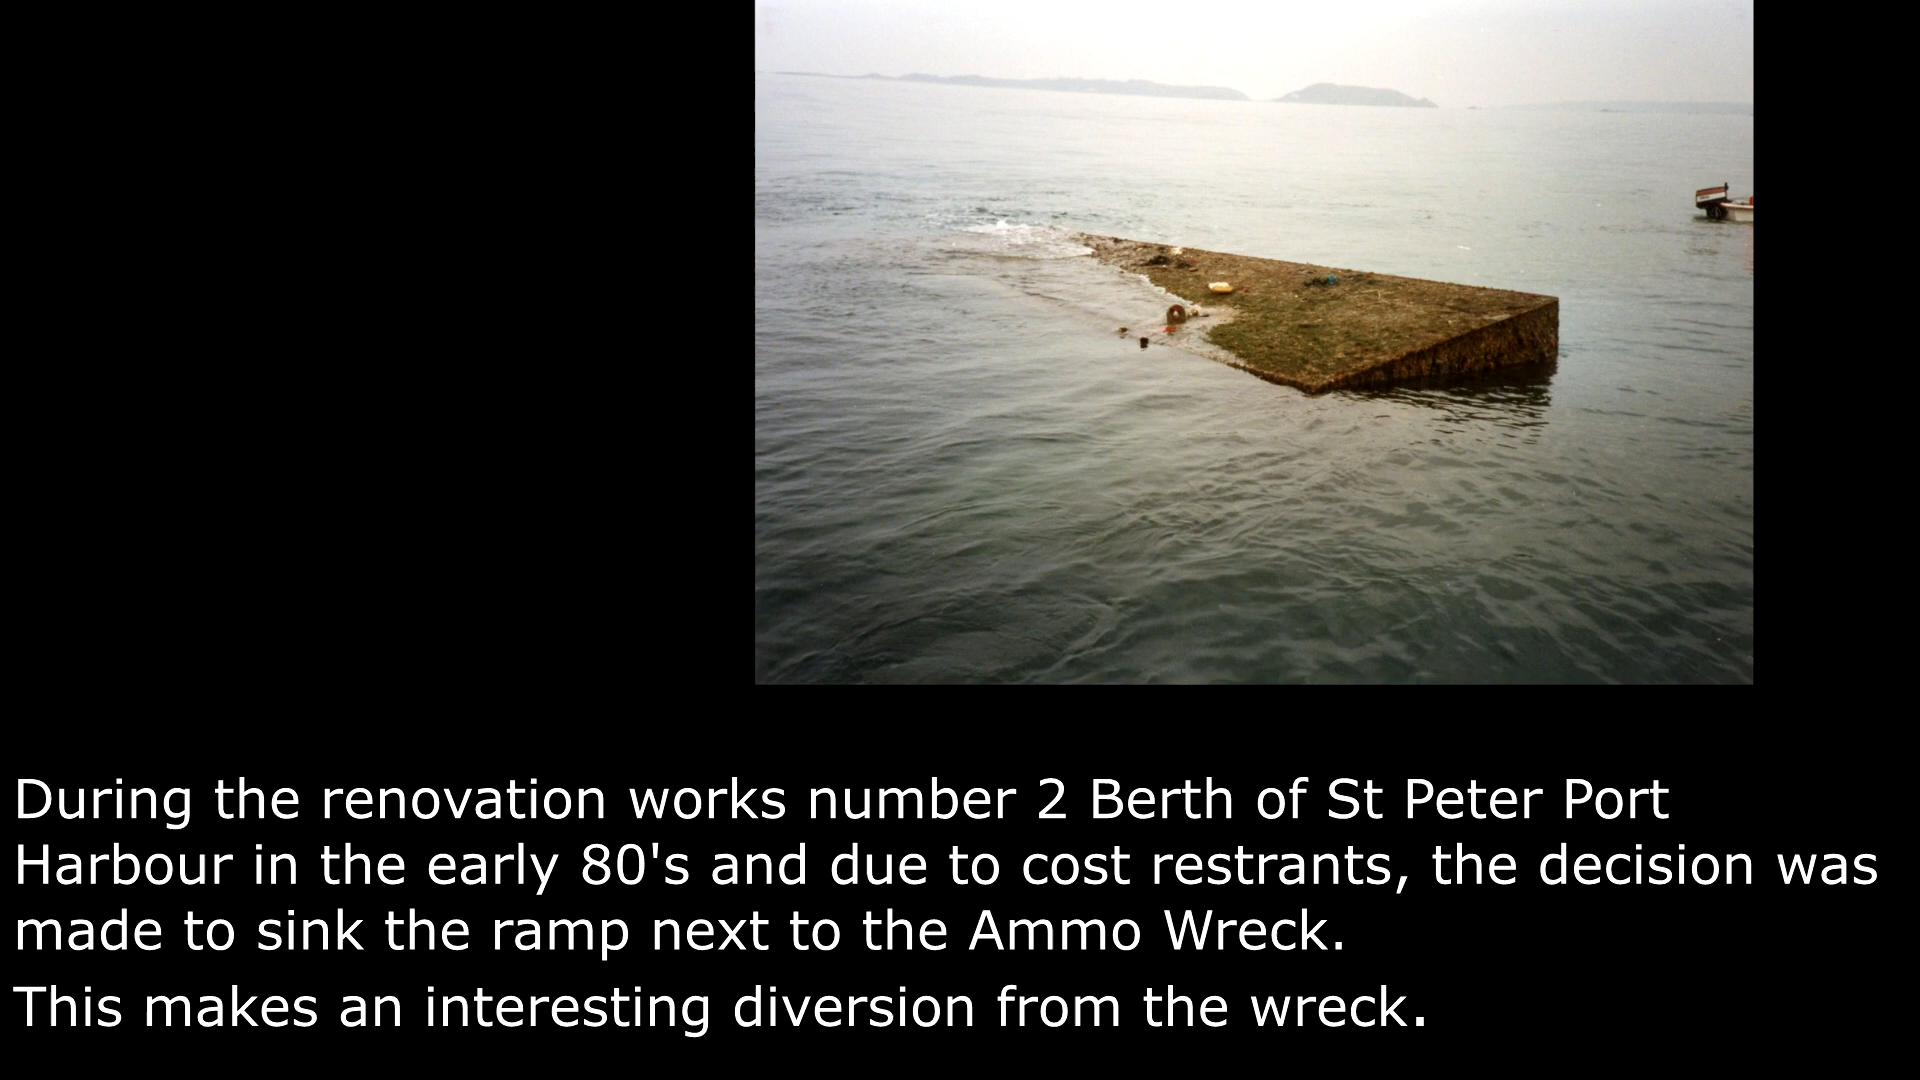 During the renovation works number 2 Berth of St Peter Port
Harbour in the early 80's and due to cost restrants, the decision was
made to sink the ramp next to the Ammo Wreck.
This makes an interesting diversion from the wreck.